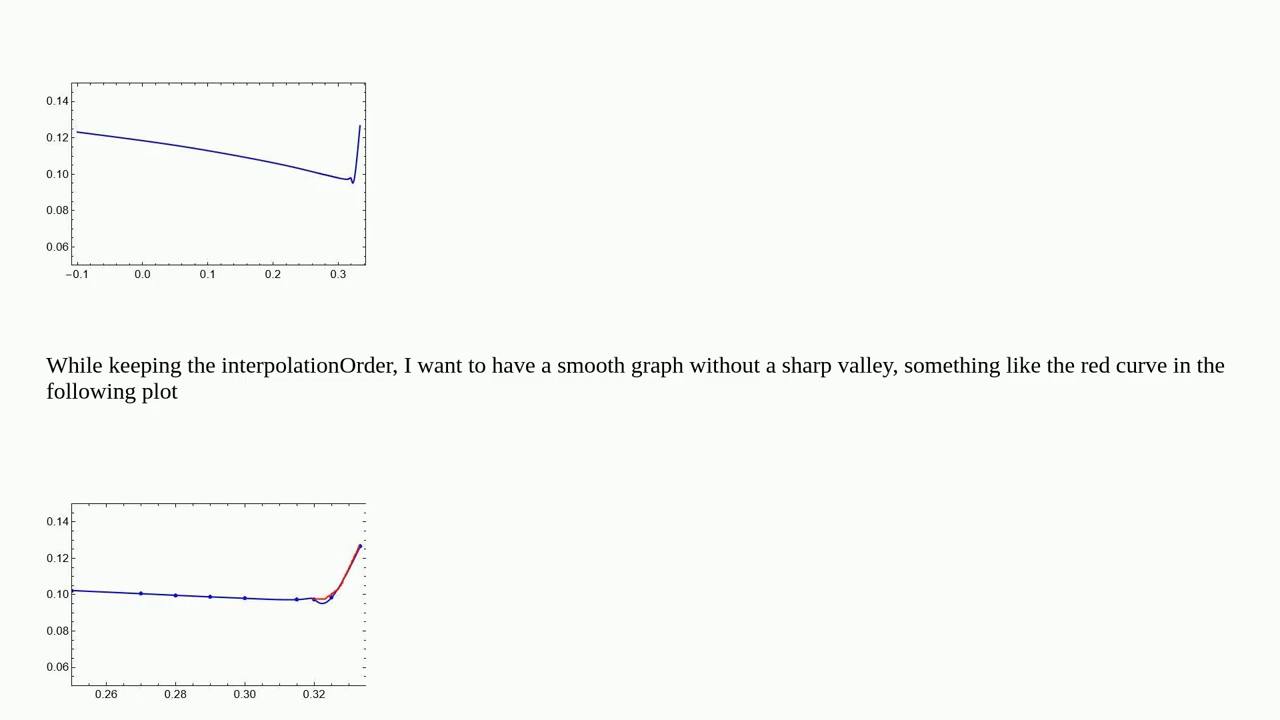 0.14
0.12
0.10
0.08
0.06
−0.1 0.0 0.1 0.2 0.3
While keeping the interpolationOrder, I want to have a smooth graph without a sharp valley, something like the red curve in the
following plot
0.14
0.12
0.10
0.08
0.06
0.26 0.28 0.30 0.32